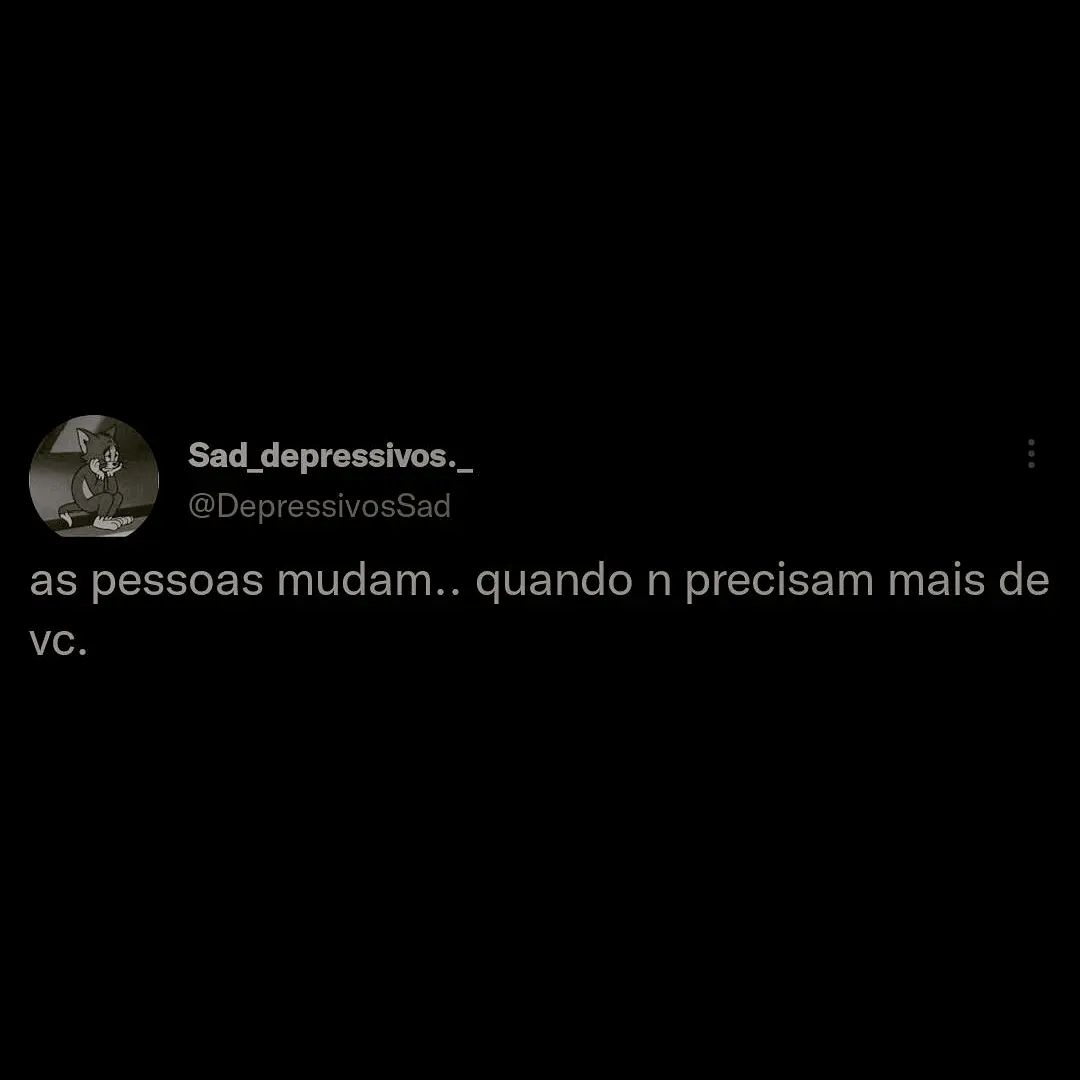 Sad_depressivos._
@DepressivosSad
as pessoas mudam.. quando n precisam mais de
vc.